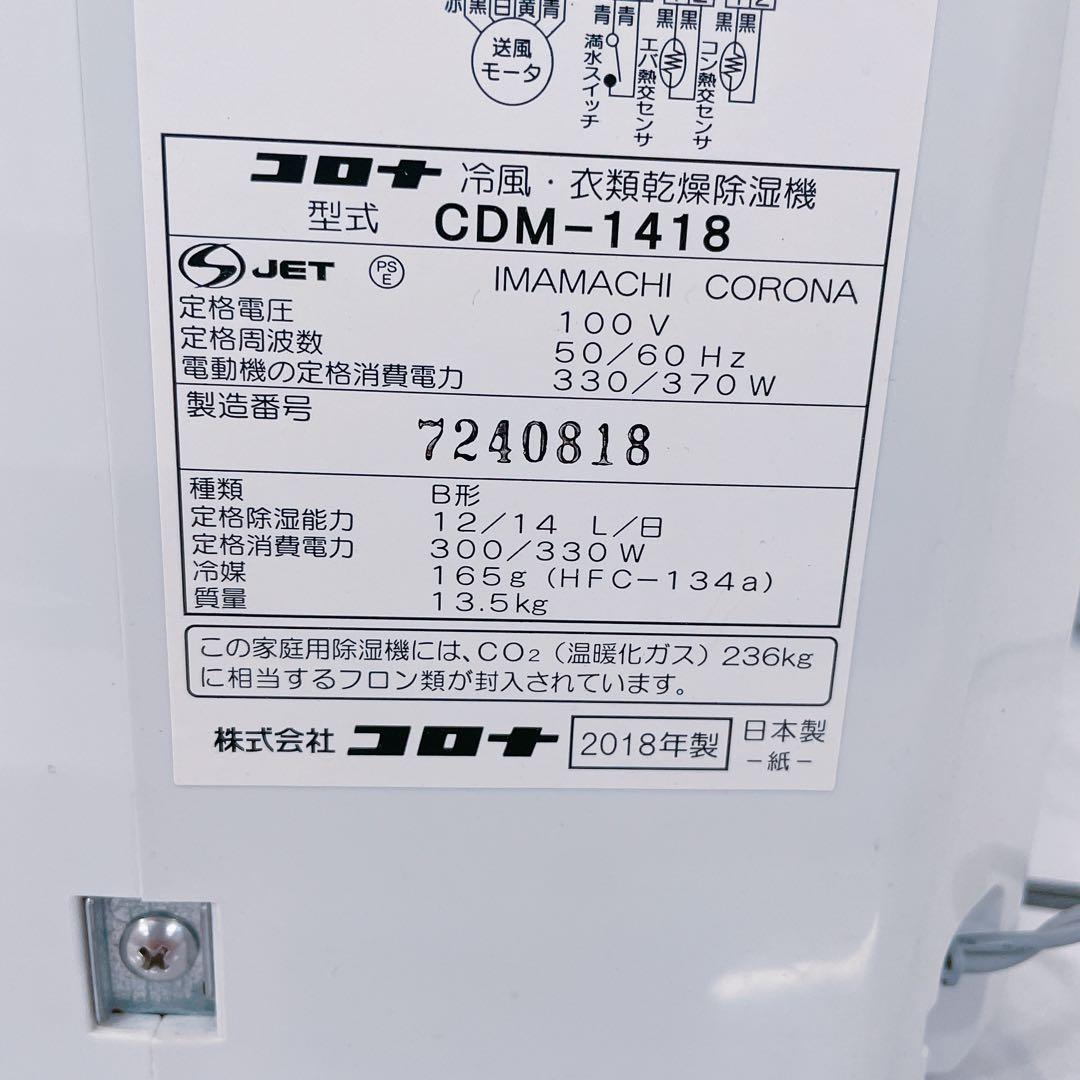 赤黒白黄青
青青
黒黒
黒黒
送風
モータ
満水スイッチ
エバ熱交センサ
コン熱交センサ
コロナ 冷風・衣類乾燥除湿機
型式 CDM-1418
JET PSE IMAMACHI CORONA
定格電圧 100V
定格周波数 50/60Hz
電動機の定格消費電力 330/370W
製造番号
7240818
種類 B形
定格除湿能力 12/14 L/日
定格消費電力 300/330W
冷媒 165g(HFC-134a)
質量 13.5kg
この家庭用除湿機には、CO₂(温暖化ガス)236kg
に相当するフロン類が封入されています。
株式会社 コロナ 2018年製 日本製
-紙-